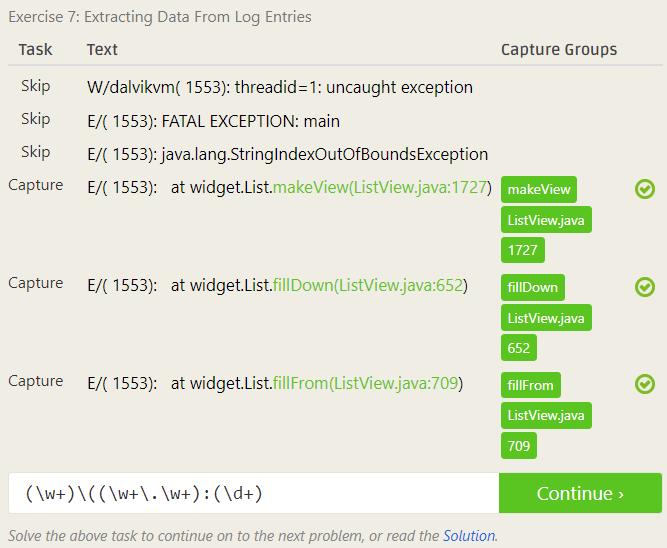 Exercise 7: Extracting Data From Log Entries
Task Text Capture Groups
Skip W/dalvikvm( 1553): threadid=1: uncaught exception
Skip E/( 1553): FATAL EXCEPTION: main
Skip E/( 1553): java.lang.StringIndexOutOfBoundsException
Capture E/( 1553): at widget.List.makeView(ListView.java:1727) makeView
ListView.java
1727
Capture E/( 1553): at widget.List.fillDown(ListView.java:652) fillDown
ListView.java
652
Capture E/( 1553): at widget.List.fillFrom(ListView.java:709) fillFrom
ListView.java
709
(\w+)\((\w+\.\w+):(\d+) Continue ›
Solve the above task to continue on to the next problem, or read the Solution.